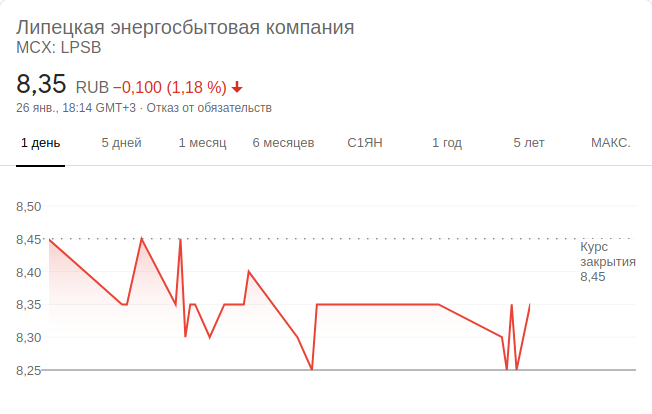 Липецкая энергосбытовая компания
MCX: LPSB
8,35 RUB −0,100 (1,18 %)
26 янв., 18:14 GMT+3 · Отказ от обязательств
1 день 5 дней 1 месяц 6 месяцев С1ЯН 1 год 5 лет МАКС.
8,50
8,45
8,40
8,35
8,30
8,25
Курс
закрытия
8,45